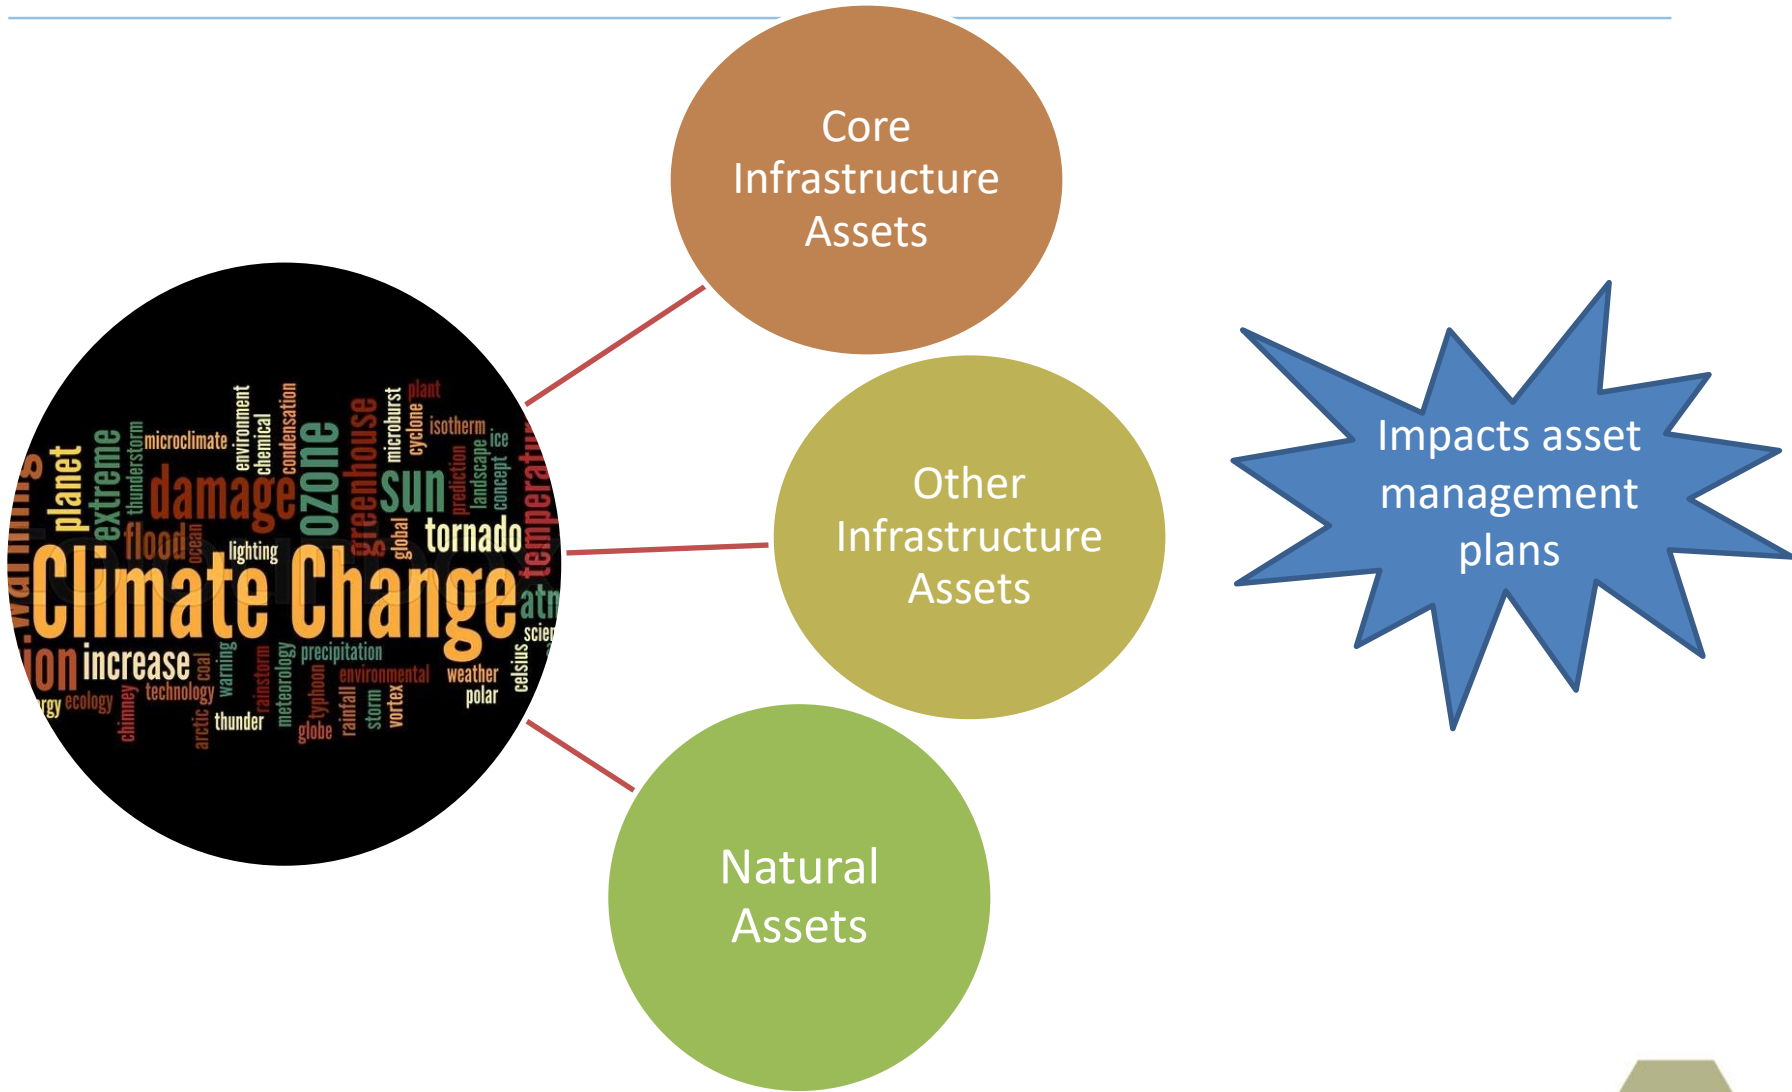 Core
Infrastructure
Assets
Other
Infrastructure
Assets
Natural
Assets
Impacts asset
management
plans
planet
extreme
thunderstorm
microclimate
environment
chemical
condensation
damage
ozone
greenhouse
microburst
cyclone
plant
isotherm
sun
prediction
landscape
concept
ice
flood
ocean
lighting
global
tornado
Climate Change
increase
coal
warning
rainstorm
meteorology
precipitation
environmental
weather
polar
celsius
ecology
technology
chimney
arctic
thunder
globe
typhoon
rainfall
storm
vortex